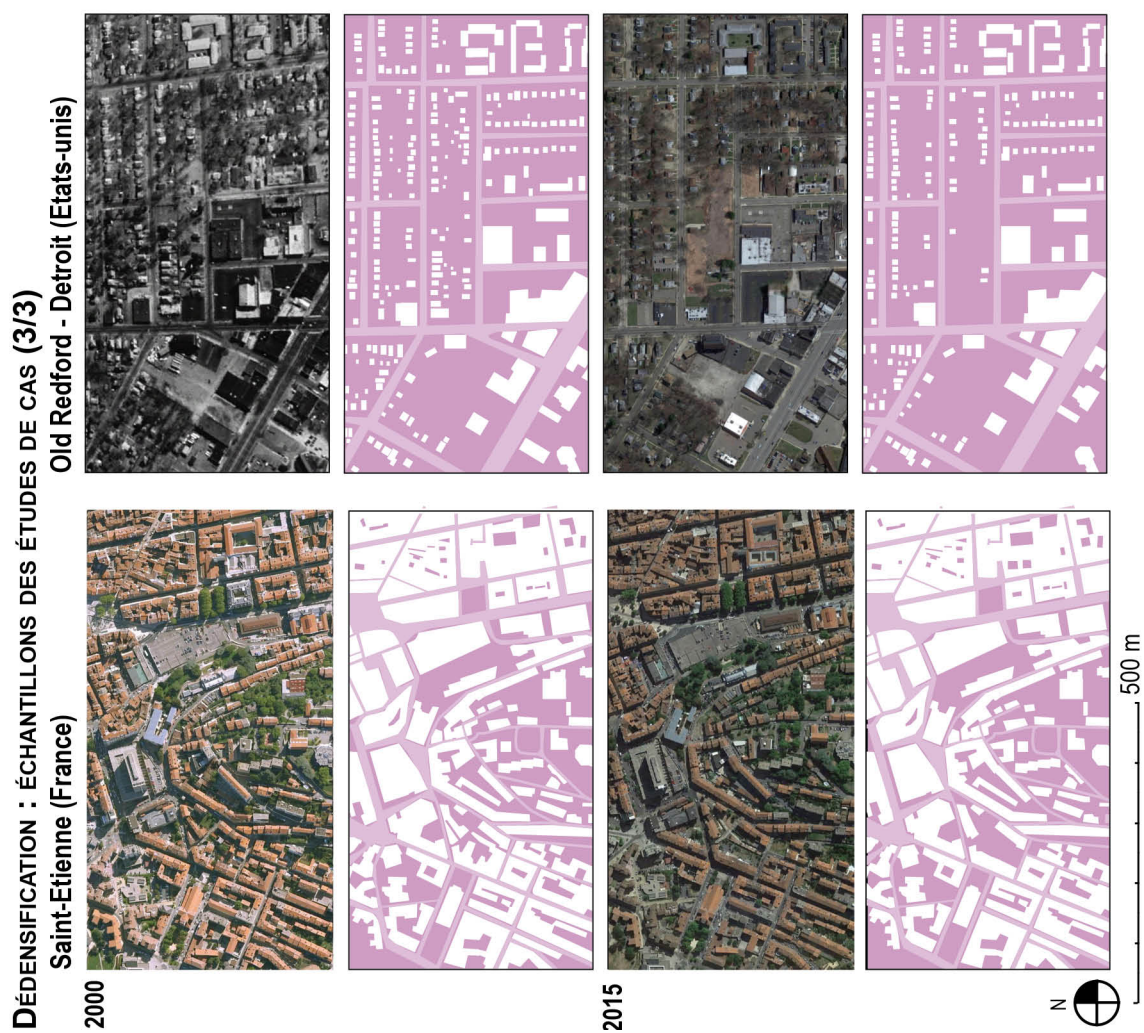 DÉDENSIFICATION : ÉCHANTILLONS DES ÉTUDES DE CAS (3/3)
Saint-Etienne (France)
Old Redford - Detroit (Etats-unis)
2000
2015
N
500 m